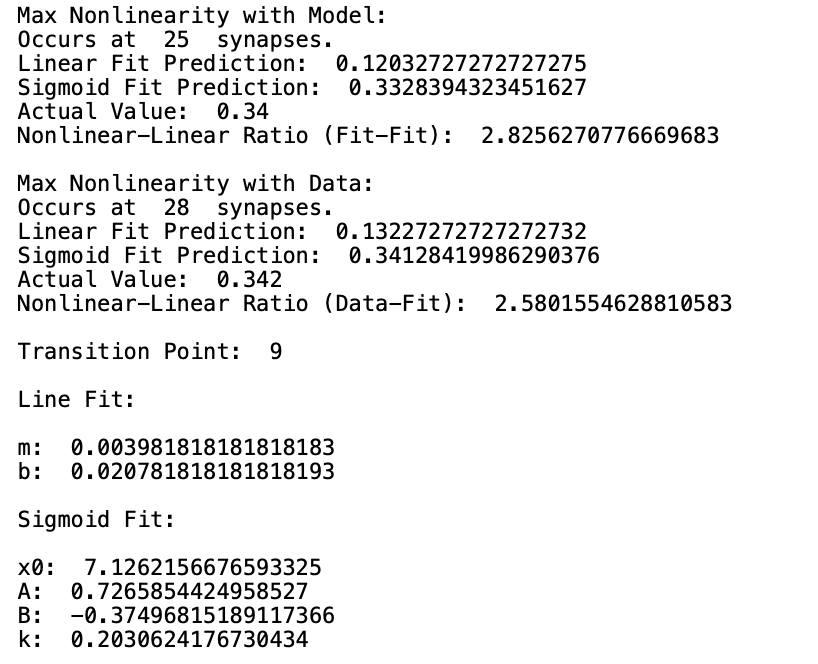 Max Nonlinearity with Model:
Occurs at  25  synapses.
Linear Fit Prediction:  0.12032727272727275
Sigmoid Fit Prediction:  0.3328394323451627
Actual Value:  0.34
Nonlinear-Linear Ratio (Fit-Fit):  2.8256270776669683
Max Nonlinearity with Data:
Occurs at  28  synapses.
Linear Fit Prediction:  0.13227272727272732
Sigmoid Fit Prediction:  0.34128419986290376
Actual Value:  0.342
Nonlinear-Linear Ratio (Data-Fit):  2.5801554628810583
Transition Point:  9
Line Fit:
m:  0.003981818181818183
b:  0.020781818181818193
Sigmoid Fit:
x0:  7.1262156676593325
A:  0.7265854424958527
B:  -0.37496815189117366
k:  0.2030624176730434